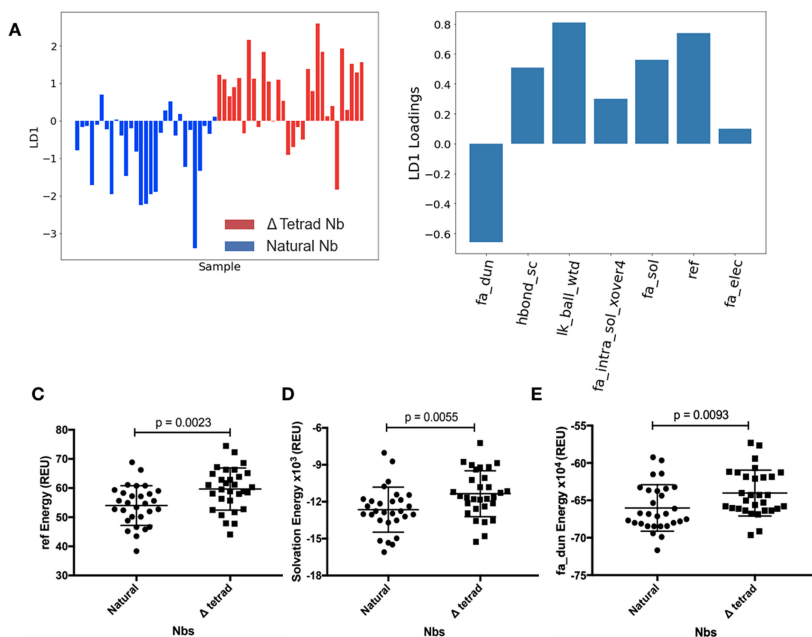 A
LD1
2
1
0
−1
−2
−3
Δ Tetrad Nb
Natural Nb
Sample
LD1 Loadings
0.8
0.6
0.4
0.2
0.0
−0.2
−0.4
−0.6
fa_dun
hbond_sc
lk_ball_wtd
fa_intra_sol_xover4
fa_sol
ref
fa_elec
C
p = 0.0023
ref Energy (REU)
80
70
60
50
40
30
Natural
Δ tetrad
Nbs
D
p = 0.0055
Solvation Energy x10³ (REU)
-6
-9
-12
-15
-18
Natural
Δ tetrad
Nbs
E
p = 0.0093
fa_dun Energy x10⁴ (REU)
-55
-60
-65
-70
-75
Natural
Δ tetrad
Nbs